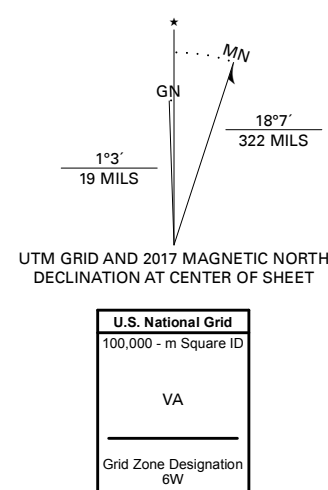 ★
MN
GN
18°7´
322 MILS
1°3´
19 MILS
UTM GRID AND 2017 MAGNETIC NORTH
DECLINATION AT CENTER OF SHEET
U.S. National Grid
100,000 - m Square ID
VA
Grid Zone Designation
6W